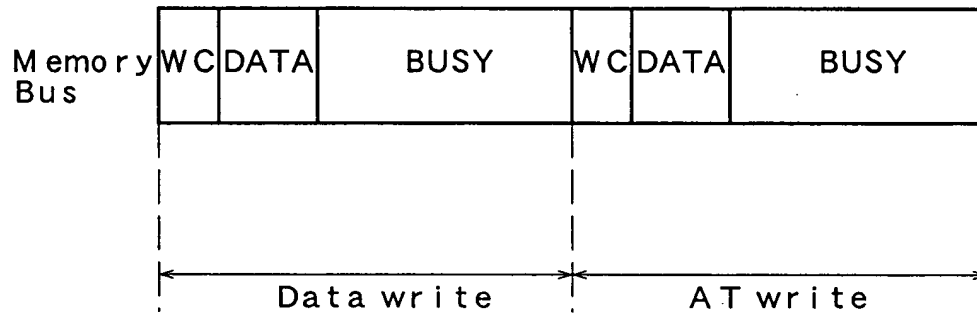 Memory Bus WC DATA BUSY WC DATA BUSY
Data write AT write